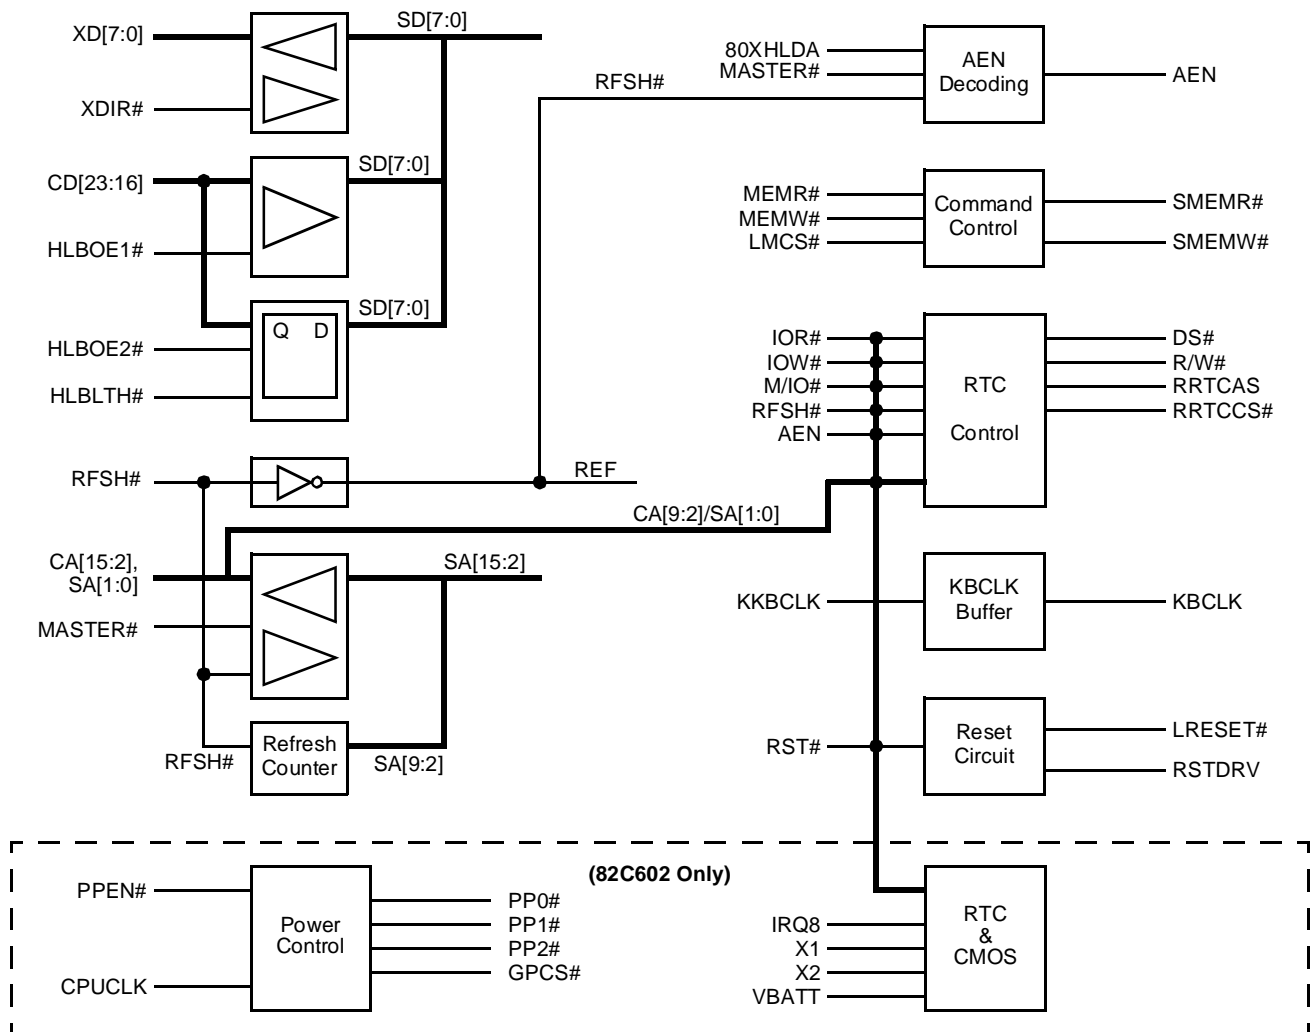 XD[7:0]
SD[7:0]
XDIR#
CD[23:16]
SD[7:0]
HLBOE1#
SD[7:0]
Q D
HLBOE2#
HLBLTH#
RFSH#
REF
RFSH#
CA[9:2]/SA[1:0]
CA[15:2],
SA[1:0]
SA[15:2]
MASTER#
Refresh
Counter
RFSH#
SA[9:2]
80XHLDA
MASTER#
AEN
Decoding
AEN
MEMR#
MEMW#
LMCS#
Command
Control
SMEMR#
SMEMW#
IOR#
IOW#
M/IO#
RFSH#
AEN
RTC
Control
DS#
R/W#
RRTCAS
RRTCCS#
KKBCLK
KBCLK
Buffer
KBCLK
RST#
Reset
Circuit
LRESET#
RSTDRV
(82C602 Only)
PPEN#
CPUCLK
Power
Control
PP0#
PP1#
PP2#
GPCS#
IRQ8
X1
X2
VBATT
RTC
&
CMOS